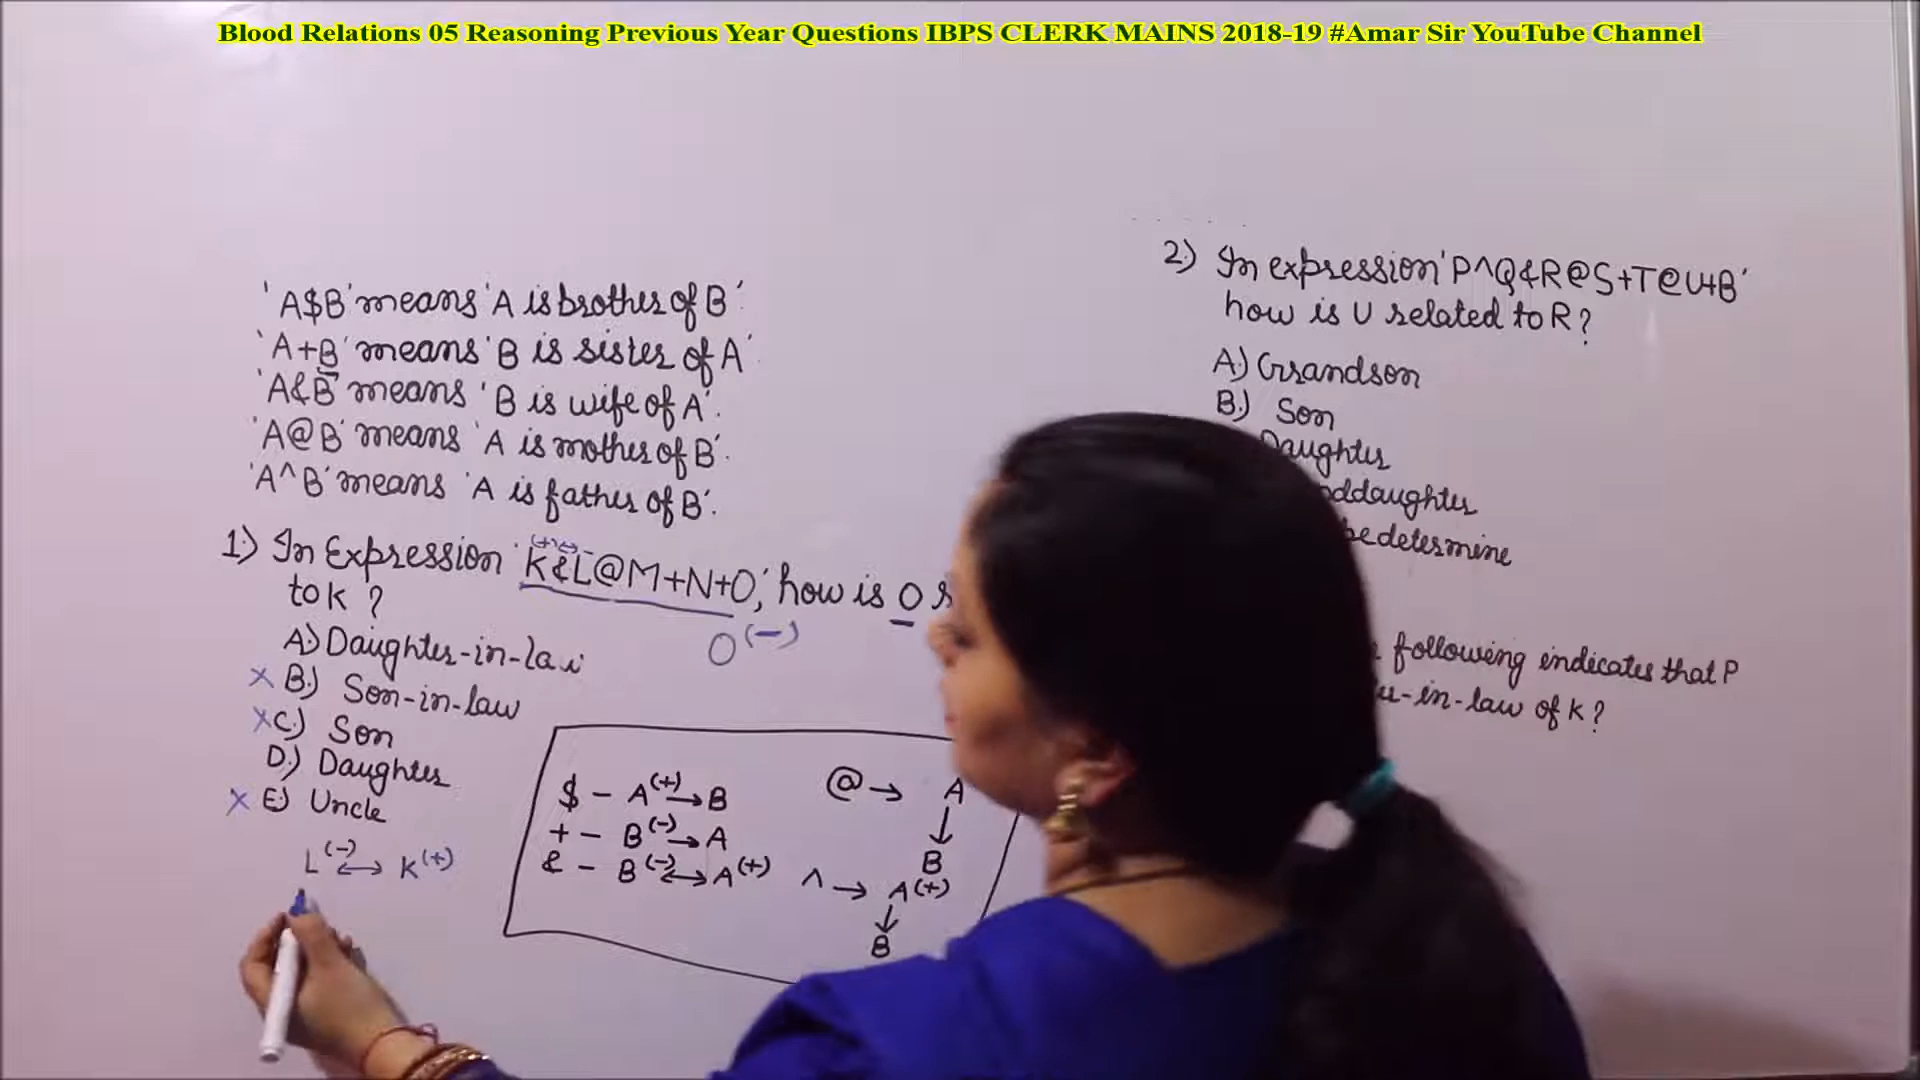 Blood Relations 05 Reasoning Previous Year Questions IBPS CLERK MAINS 2018-19 #Amar Sir YouTube Channel
'A$B' means 'A is brother of B'.
'A+B' means 'B is sister of A'.
'A&B' means 'B is wife of A'.
'A@B' means 'A is mother of B'.
'A^B' means 'A is father of B'.
1.) In Expression 'K&L@M+N+O', how is O
to K ?
O(-)
A.) Daughter-in-law
x B.) Son-in-law
x C.) Son
D.) Daughter
x E.) Uncle
L(-) ↔ K(+)
$ - A(+) → B
+ - B(-) → A
& - B(-) ↔ A(+)
@ → A
↓
B
^ → A(+)
↓
B
2.) In expression 'P^Q&R@S+T@U+B'
how is U related to R ?
A.) Grandson
B.) Son
Daughter
be determine
following indicates that P
-in-law of K ?